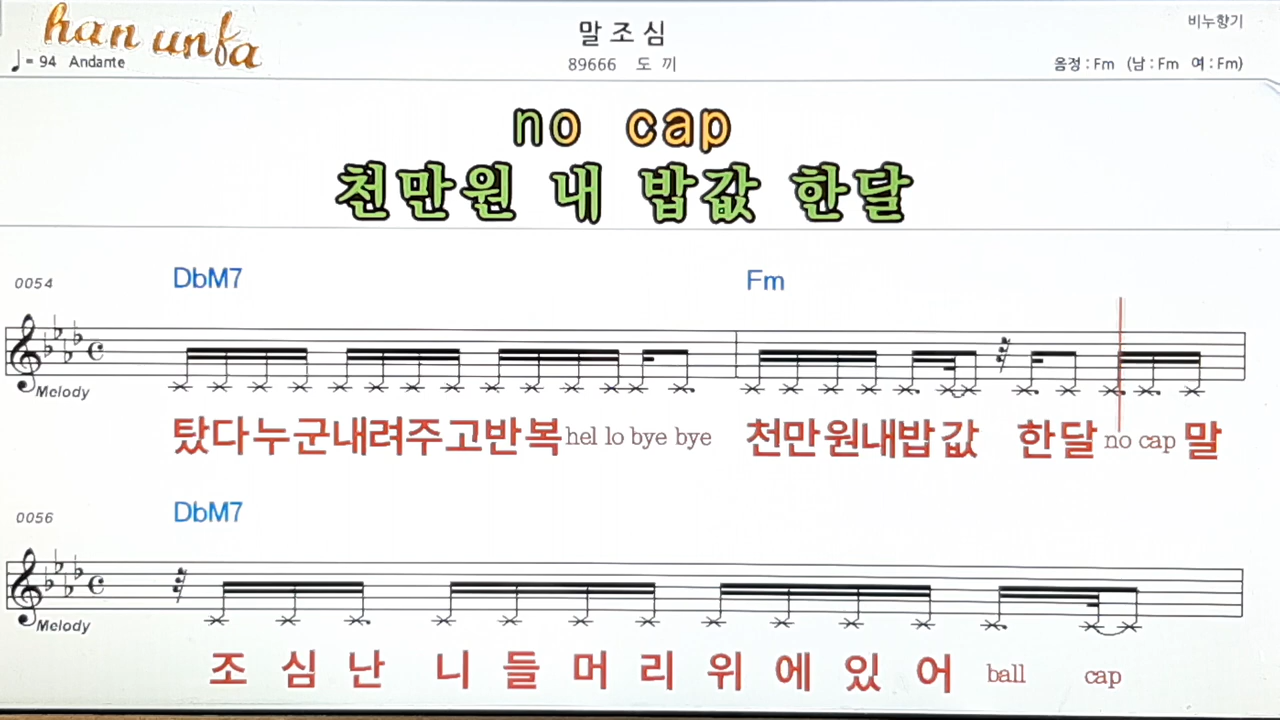 han unfa
말 조 심
비누향기
♩= 94 Andante
89666 도 끼
음정 : Fm (남 : Fm 여 : Fm)
no cap
천만원 내 밥값 한달
0054
DbM7 Fm
Melody
탔다누군내려주고반복 hel lo bye bye 천만원내밥값 한달 no cap 말
0056
DbM7
Melody
조 심 난 니 들 머 리 위 에 있 어 ball cap